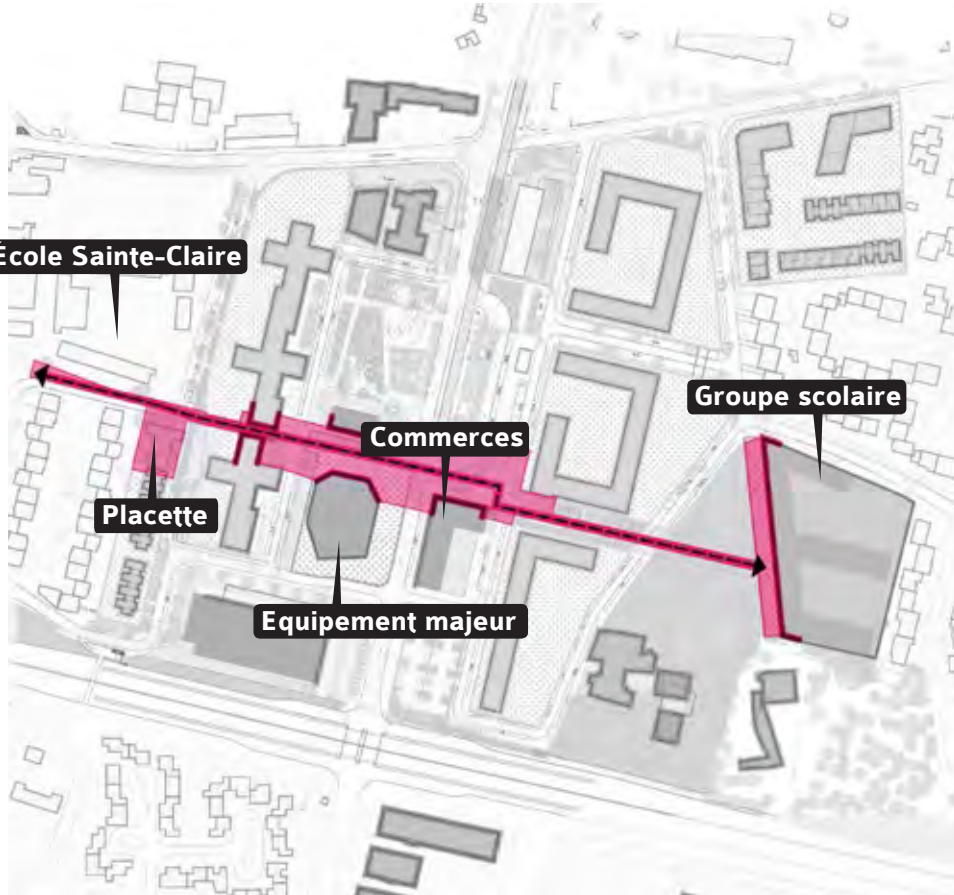 École Sainte-Claire
Groupe scolaire
Commerces
Placette
Equipement majeur